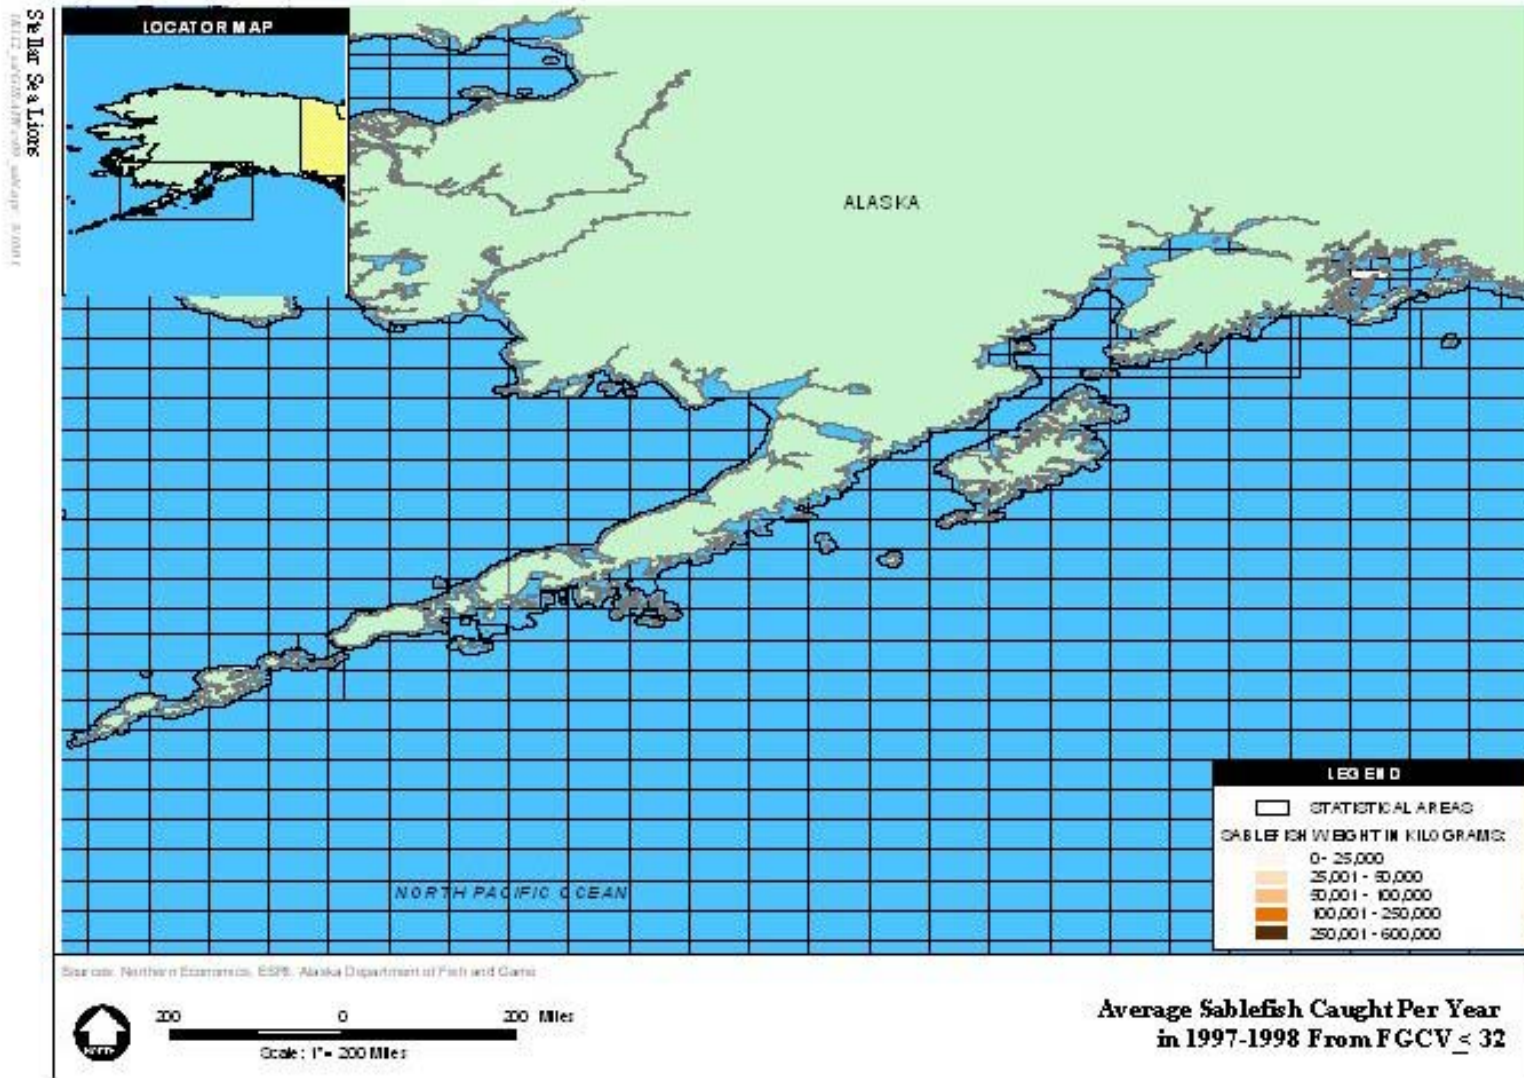 Stellar Sea Lions
LOCATOR MAP
ALASKA
NORTH PACIFIC OCEAN
LEGEND
STATISTICAL AREAS
SABLEFISH WEIGHT IN KILOGRAMS:
0- 25,000
25,001 - 50,000
50,001 - 100,000
100,001 - 250,000
250,001 - 600,000
Sources: Northern Economics, ESRI, Alaska Department of Fish and Game
200 0 200 Miles
Scale: 1"= 200 Miles
NORTH
Average Sablefish Caught Per Year
in 1997-1998 From FGCV < 32